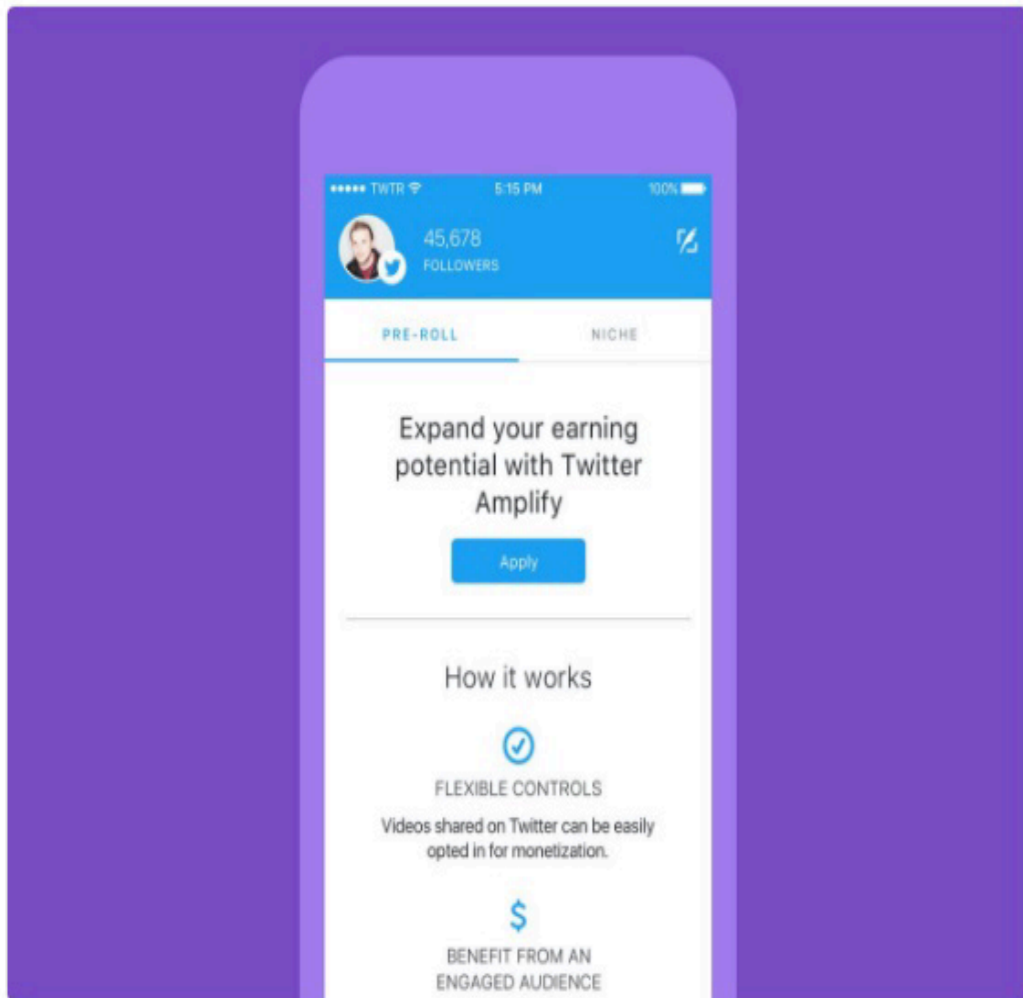 TWTR 5:15 PM 100%
45,678
FOLLOWERS
PRE-ROLL NICHE
Expand your earning
potential with Twitter
Amplify
Apply
How it works
FLEXIBLE CONTROLS
Videos shared on Twitter can be easily
opted in for monetization.
$
BENEFIT FROM AN
ENGAGED AUDIENCE